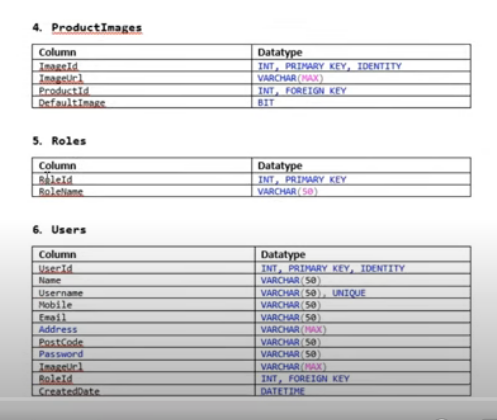 4. ProductImages
Column Datatype
ImageId INT, PRIMARY KEY, IDENTITY
ImageUrl VARCHAR(MAX)
ProductId INT, FOREIGN KEY
DefaultImage BIT
5. Roles
Column Datatype
RoleId INT, PRIMARY KEY
RoleName VARCHAR(50)
6. Users
Column Datatype
UserId INT, PRIMARY KEY, IDENTITY
Name VARCHAR(50)
Username VARCHAR(50), UNIQUE
Mobile VARCHAR(50)
Email VARCHAR(50)
Address VARCHAR(MAX)
PostCode VARCHAR(50)
Password VARCHAR(50)
ImageUrl VARCHAR(MAX)
RoleId INT, FOREIGN KEY
CreatedDate DATETIME